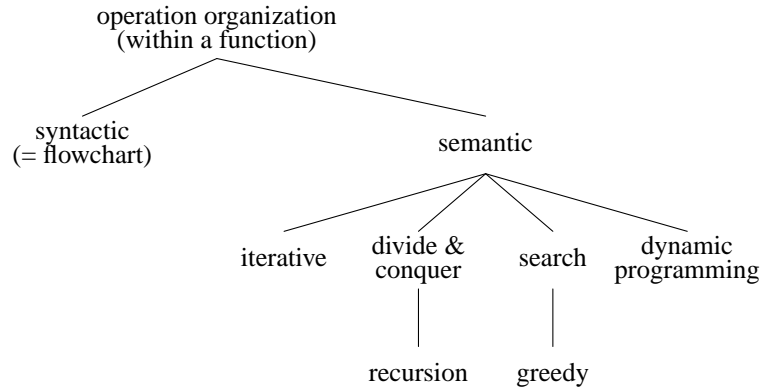 operation organization
(within a function)
syntactic
(= flowchart)
semantic
iterative
divide &
conquer
search
dynamic
programming
recursion
greedy